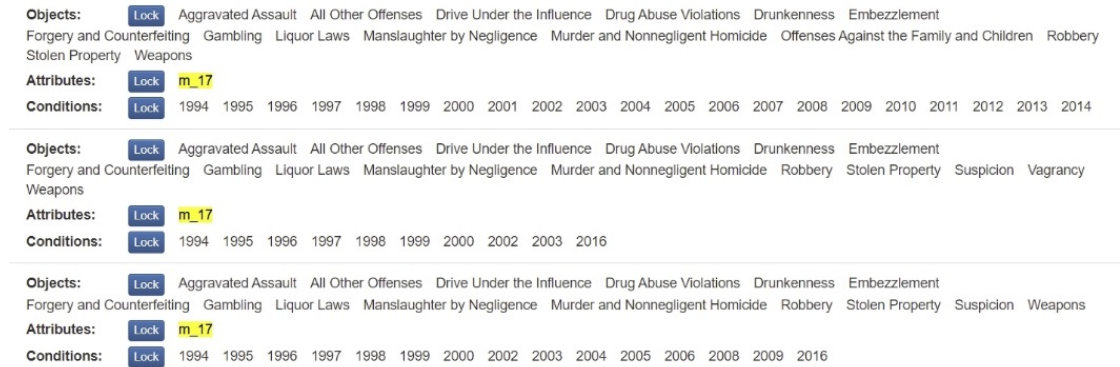 Objects: Lock Aggravated Assault All Other Offenses Drive Under the Influence Drug Abuse Violations Drunkenness Embezzlement
Forgery and Counterfeiting Gambling Liquor Laws Manslaughter by Negligence Murder and Nonnegligent Homicide Offenses Against the Family and Children Robbery
Stolen Property Weapons
Attributes: Lock m_17
Conditions: Lock 1994 1995 1996 1997 1998 1999 2000 2001 2002 2003 2004 2005 2006 2007 2008 2009 2010 2011 2012 2013 2014
Objects: Lock Aggravated Assault All Other Offenses Drive Under the Influence Drug Abuse Violations Drunkenness Embezzlement
Forgery and Counterfeiting Gambling Liquor Laws Manslaughter by Negligence Murder and Nonnegligent Homicide Robbery Stolen Property Suspicion Vagrancy
Weapons
Attributes: Lock m_17
Conditions: Lock 1994 1995 1996 1997 1998 1999 2000 2002 2003 2016
Objects: Lock Aggravated Assault All Other Offenses Drive Under the Influence Drug Abuse Violations Drunkenness Embezzlement
Forgery and Counterfeiting Gambling Liquor Laws Manslaughter by Negligence Murder and Nonnegligent Homicide Robbery Stolen Property Suspicion Weapons
Attributes: Lock m_17
Conditions: Lock 1994 1995 1996 1997 1998 1999 2000 2002 2003 2004 2005 2006 2008 2009 2016